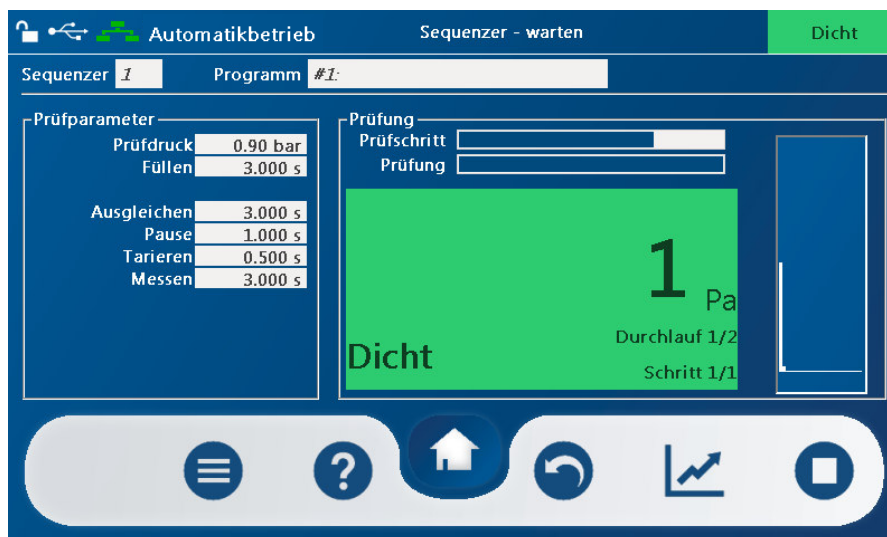 Automatikbetrieb Sequenzer - warten Dicht
Sequenzer 1 Programm #1:
Prüfparameter
Prüfdruck 0.90 bar
Füllen 3.000 s
Ausgleichen 3.000 s
Pause 1.000 s
Tarieren 0.500 s
Messen 3.000 s
Prüfung
Prüfschritt
Prüfung
1 Pa
Durchlauf 1/2
Dicht
Schritt 1/1
?